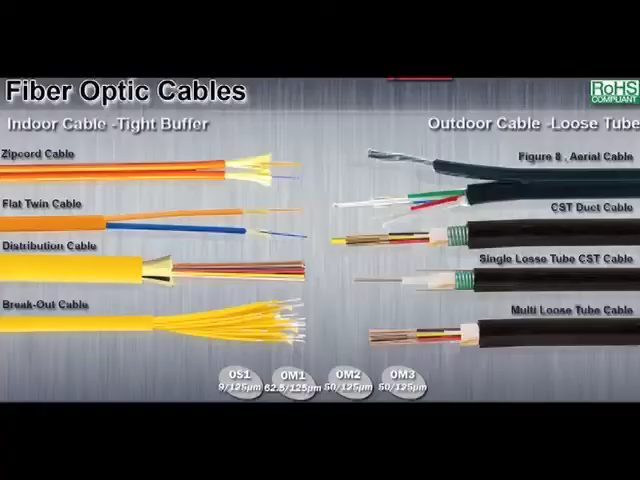 Fiber Optic Cables
RoHS
COMPLIANT
Indoor Cable -Tight Buffer
Outdoor Cable -Loose Tube
Zipcord Cable
Figure 8 , Aerial Cable
Flat Twin Cable
CST Duct Cable
Distribution Cable
Single Losse Tube CST Cable
Break-Out Cable
Multi Loose Tube Cable
OS1
OM1
OM2
OM3
9/125µm
62.5/125µm
50/125µm
50/125µm